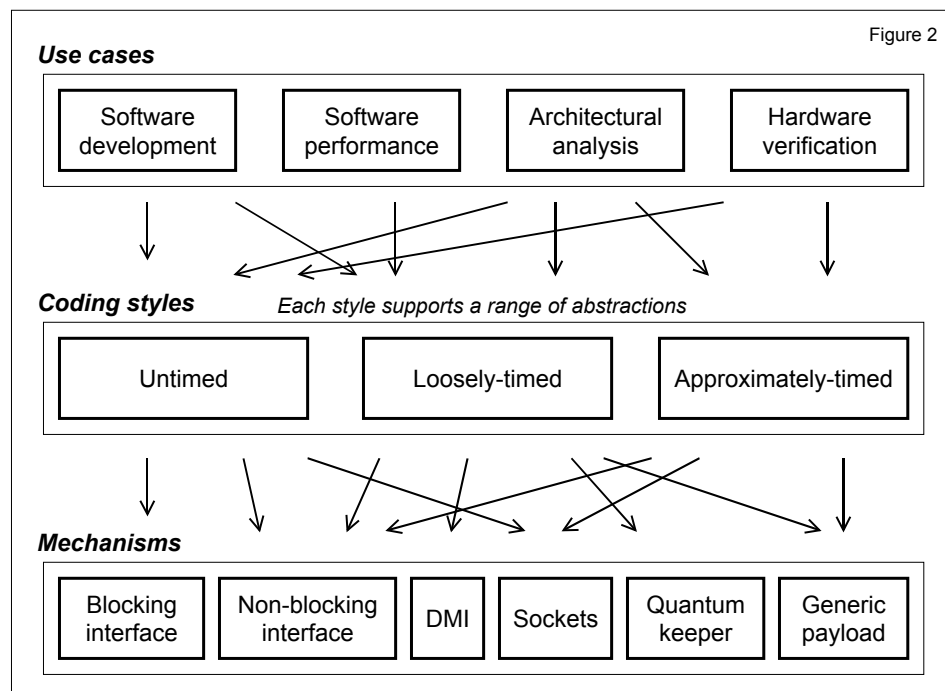 Figure 2
Use cases
Software
development
Software
performance
Architectural
analysis
Hardware
verification
Coding styles
Each style supports a range of abstractions
Untimed
Loosely-timed
Approximately-timed
Mechanisms
Blocking
interface
Non-blocking
interface
DMI
Sockets
Quantum
keeper
Generic
payload